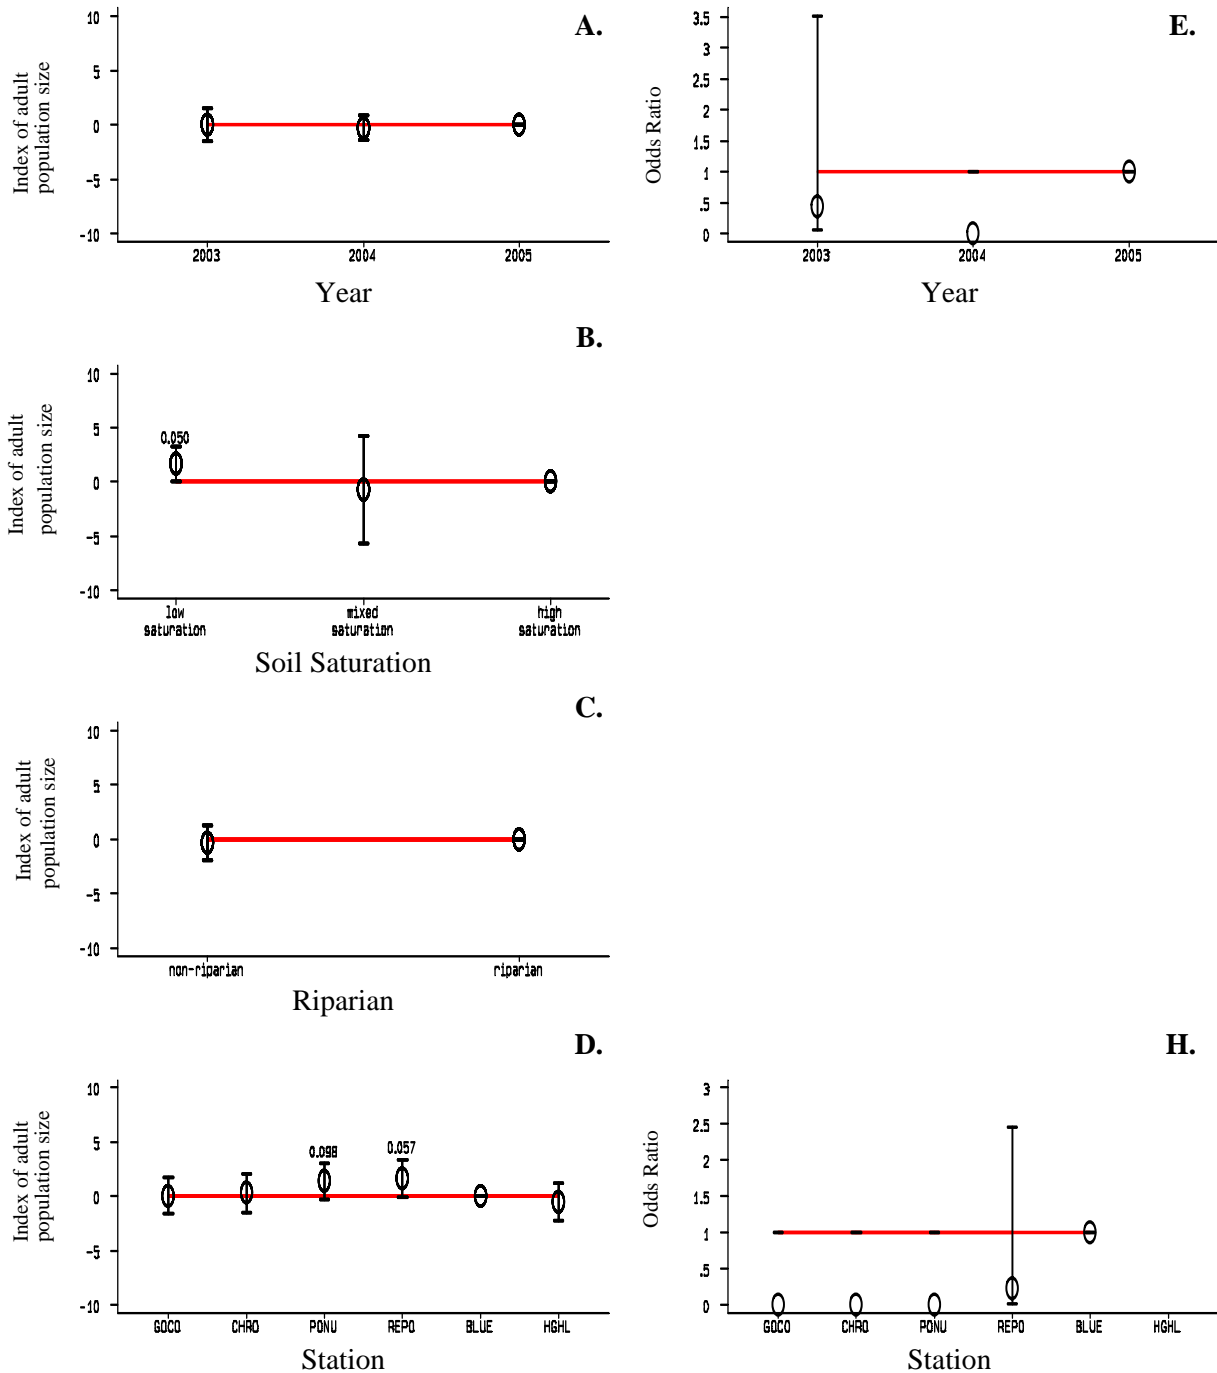 A.
10
5
0
-5
-10
Index of adult
population size
2003 2004 2005
Year
E.
3.5
3
2.5
2
1.5
1
.5
0
Odds Ratio
2003 2004 2005
Year
B.
10
5
0
-5
-10
Index of adult
population size
0.050
low mixed high
saturation saturation saturation
Soil Saturation
C.
10
5
0
-5
-10
Index of adult
population size
non-riparian riparian
Riparian
D.
10
5
0
-5
-10
Index of adult
population size
0.098 0.057
GOCO CHRO PONU REPO BLUE HGHL
Station
H.
3
2.5
2
1.5
1
.5
0
Odds Ratio
GOCO CHRO PONU REPO BLUE HGHL
Station